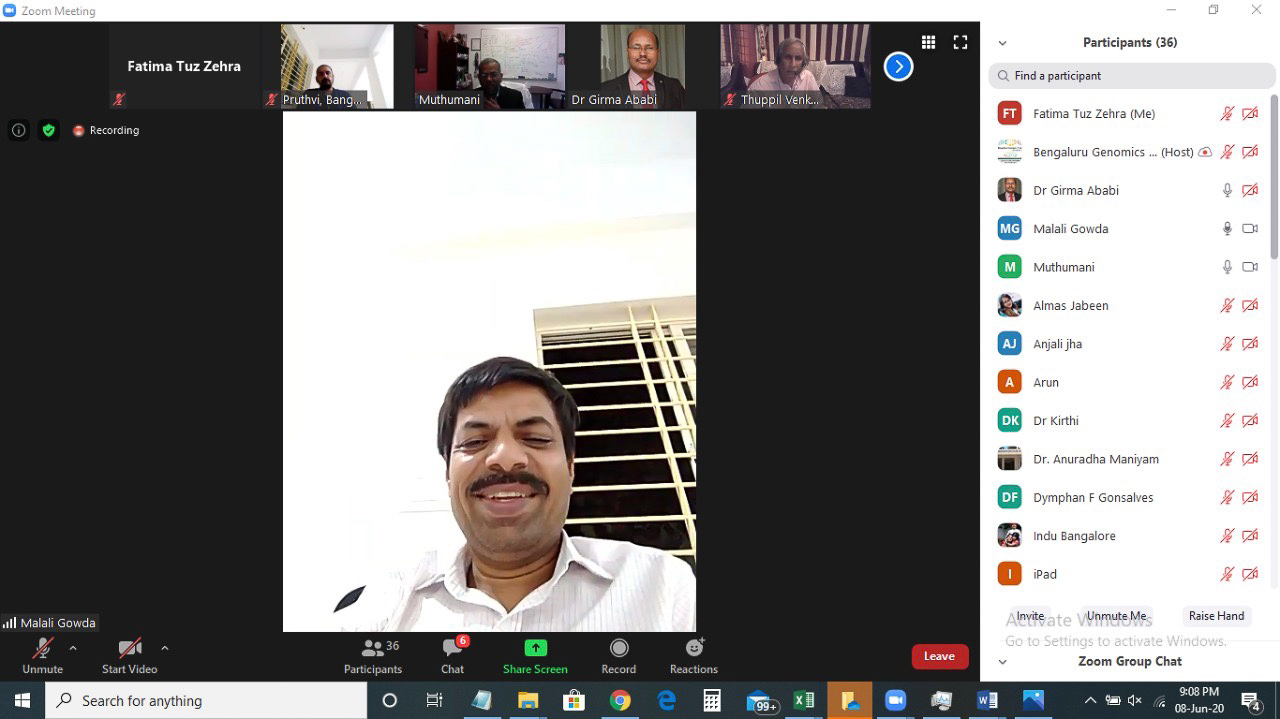 Zoom Meeting
Fatima Tuz Zehra
Pruthvi, Bang...
Muthumani
Dr Girma Ababi
Thuppil Venk...
Recording
Malali Gowda
Participants (36)
Find a participant
FT Fatima Tuz Zehra (Me)
Bengaluru Genomics ... (Host)
Dr Girma Ababi
MG Malali Gowda
M Muthumani
Almas Jabeen
AJ Anjali jha
A Arun
DK Dr Kirthi
Dr. Anuradha Maniyam
DF Dymphan F Gonsalves
Indu Bangalore
I iPad
Invite Unmute Me Raise Hand
Activate Windows
Go to Settings to activate Windows.
Zoom Group Chat
36 6
Unmute Start Video Participants Chat Share Screen Record Reactions Leave
Search for anything
99+
9:08 PM
08-Jun-20
4